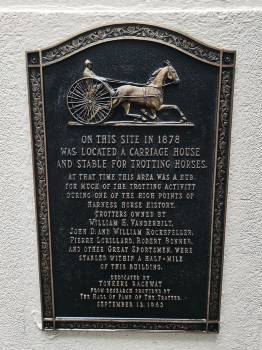 ON THIS SITE IN 1878
WAS LOCATED A CARRIAGE HOUSE
AND STABLE FOR TROTTING HORSES.
AT THAT TIME THIS AREA WAS A HUB
FOR MUCH OF THE TROTTING ACTIVITY
DURING ONE OF THE HIGH POINTS OF
HARNESS HORSE HISTORY.
TROTTERS OWNED BY
WILLIAM H. VANDERBILT,
JOHN D. AND WILLIAM ROCKEFELLER,
PIERRE LORILLARD, ROBERT BONNER,
AND OTHER GREAT SPORTSMEN, WERE
STABLED WITHIN A HALF-MILE
OF THIS BUILDING.
DEDICATED BY
YONKERS RACEWAY
FROM RESEARCH PROVIDED BY
THE HALL OF FAME OF THE TROTTER.
SEPTEMBER 13, 1963